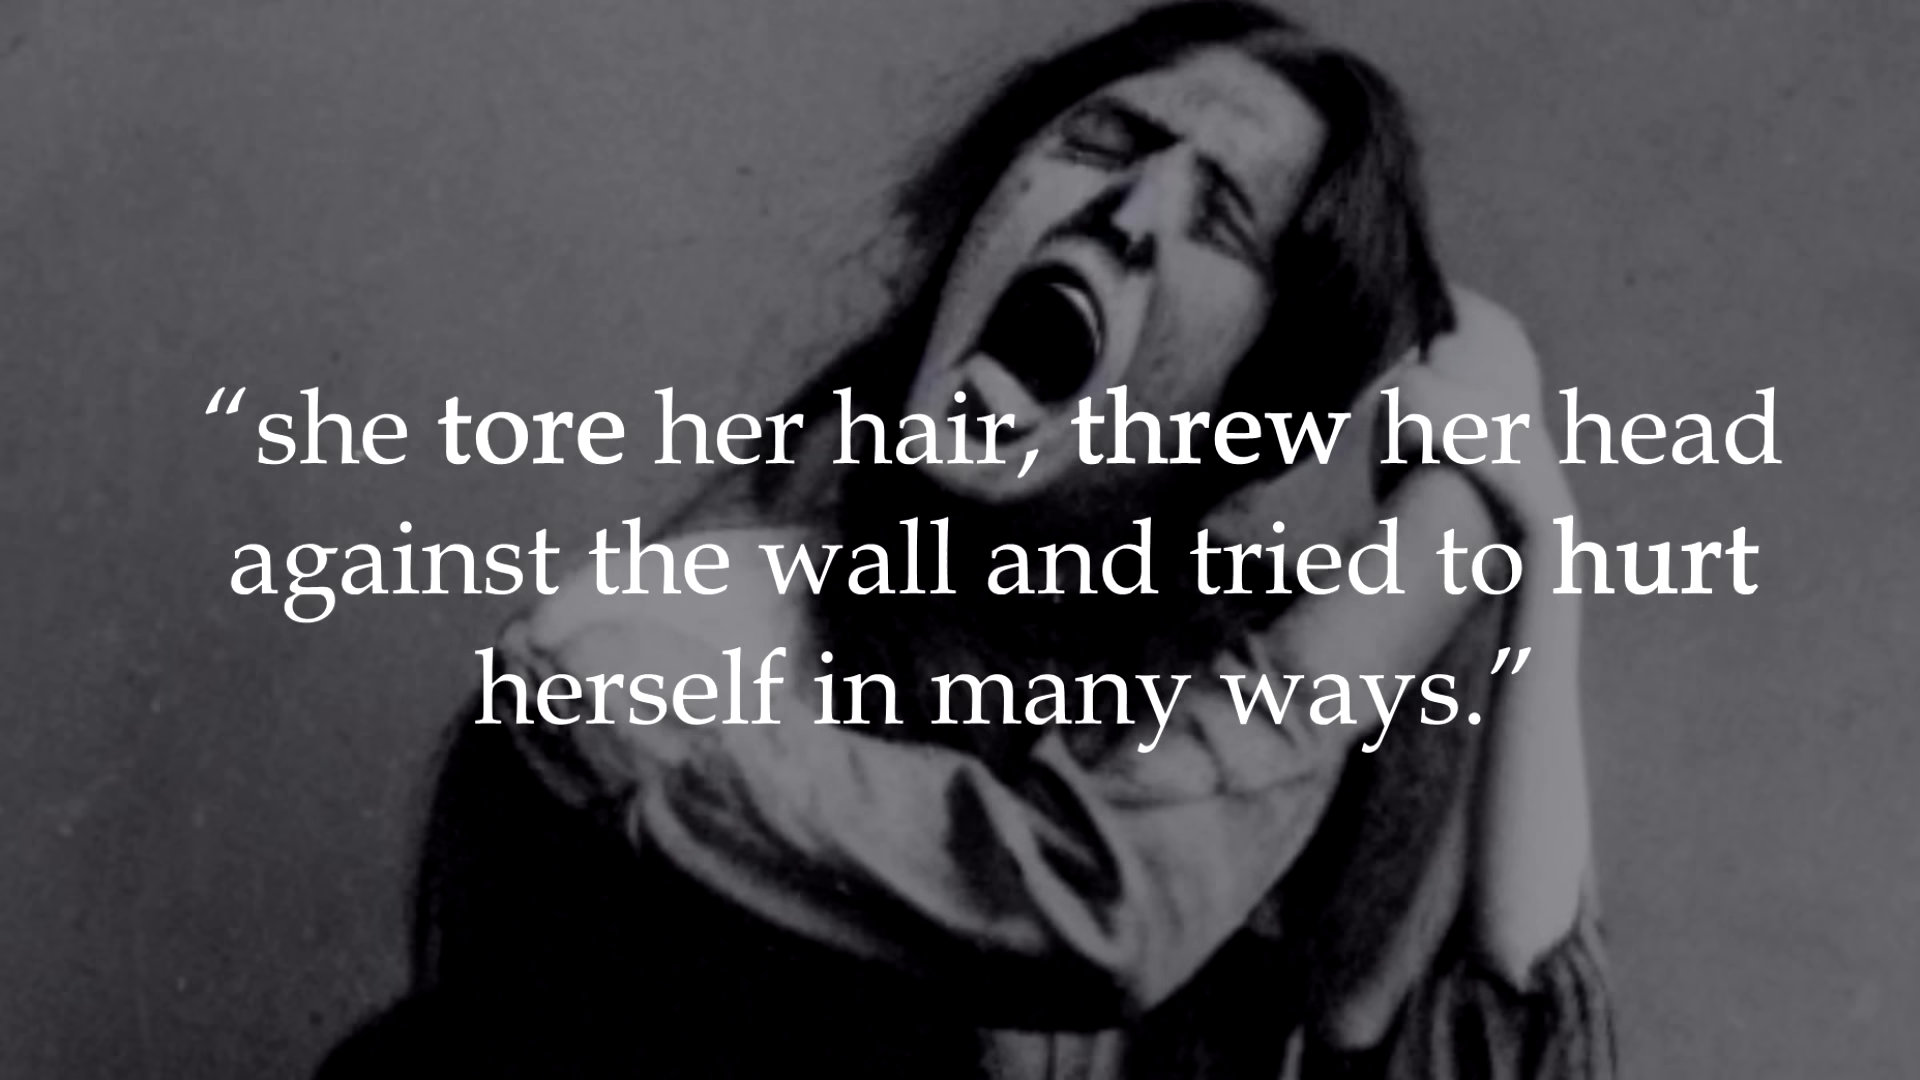 “she tore her hair, threw her head
against the wall and tried to hurt
herself in many ways.”